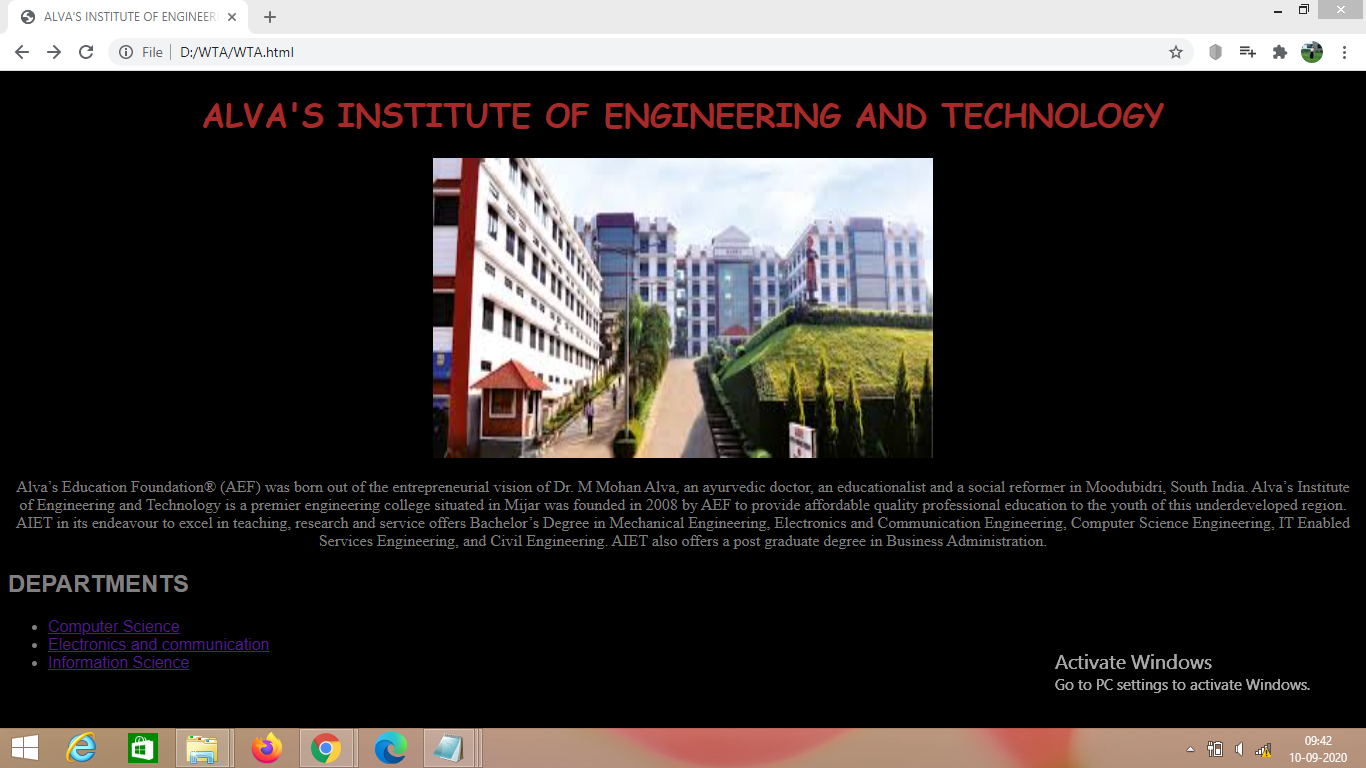 ALVA'S INSTITUTE OF ENGINEERI
File
D:/WTA/WTA.html
ALVA'S INSTITUTE OF ENGINEERING AND TECHNOLOGY
Alva’s Education Foundation® (AEF) was born out of the entrepreneurial vision of Dr. M Mohan Alva, an ayurvedic doctor, an educationalist and a social reformer in Moodubidri, South India. Alva’s Institute
of Engineering and Technology is a premier engineering college situated in Mijar was founded in 2008 by AEF to provide affordable quality professional education to the youth of this underdeveloped region.
AIET in its endeavour to excel in teaching, research and service offers Bachelor’s Degree in Mechanical Engineering, Electronics and Communication Engineering, Computer Science Engineering, IT Enabled
Services Engineering, and Civil Engineering. AIET also offers a post graduate degree in Business Administration.
DEPARTMENTS
Computer Science
Electronics and communication
Information Science
Activate Windows
Go to PC settings to activate Windows.
09:42
10-09-2020